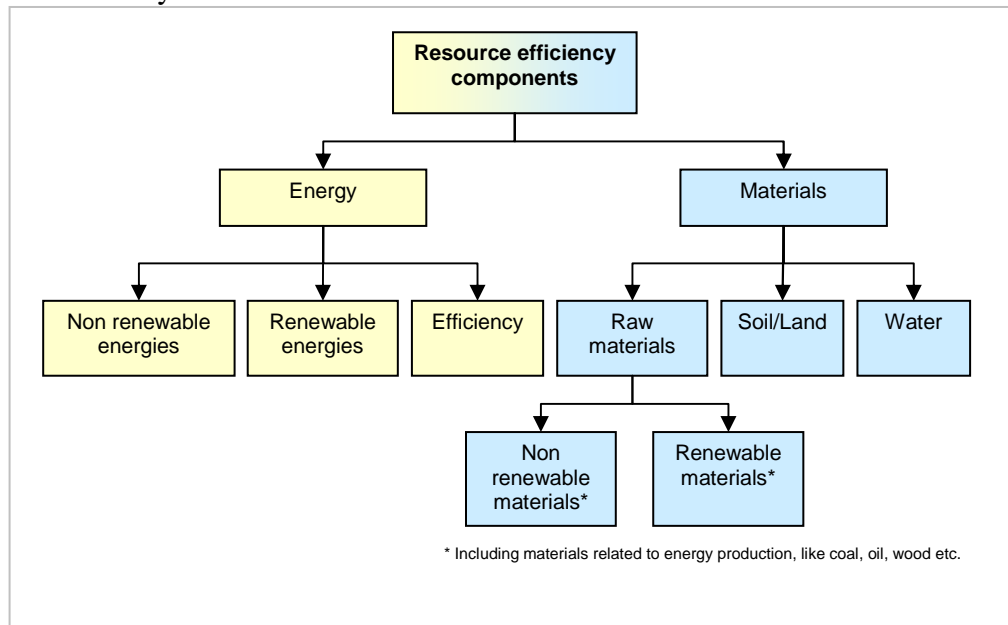 Resource efficiency
components
Energy
Materials
Non renewable
energies
Renewable
energies
Efficiency
Raw
materials
Soil/Land
Water
Non
renewable
materials*
Renewable
materials*
* Including materials related to energy production, like coal, oil, wood etc.